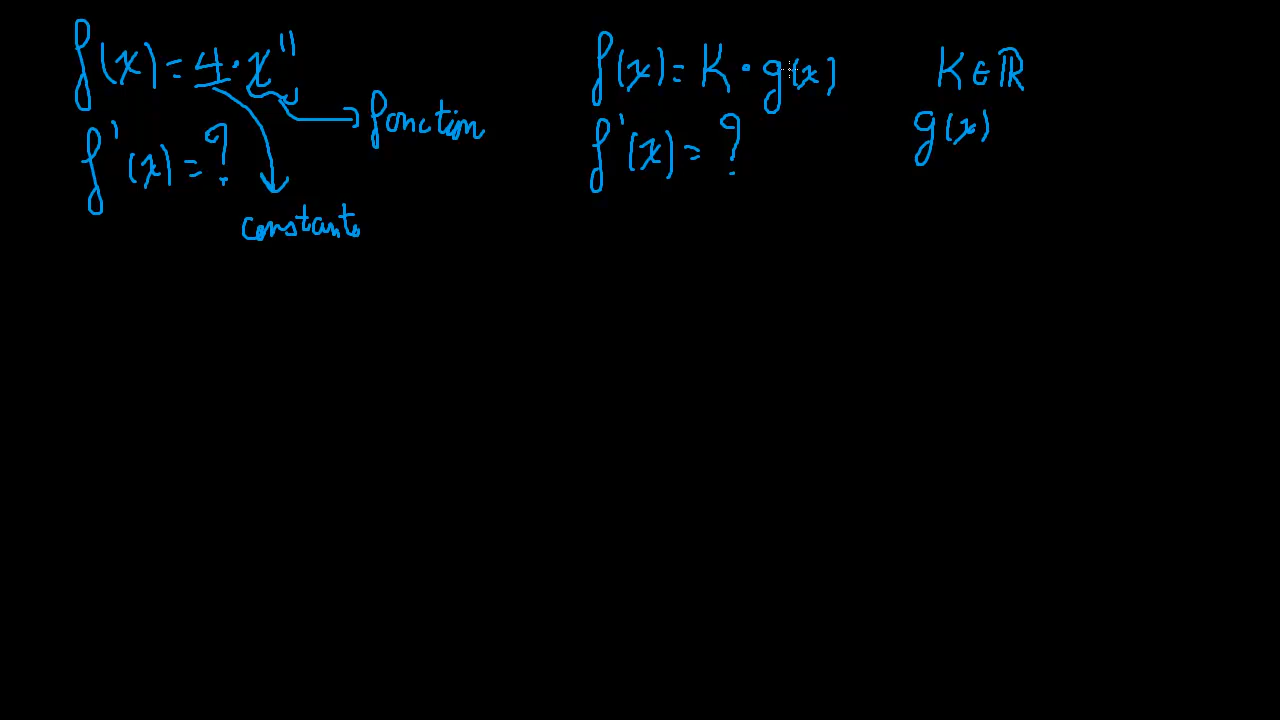 f(x) = 4 · x¹¹
fonction
f'(x) = ?
constante
f(x) = K · g(x)
K ∈ ℝ
f'(x) = ?
g(x)